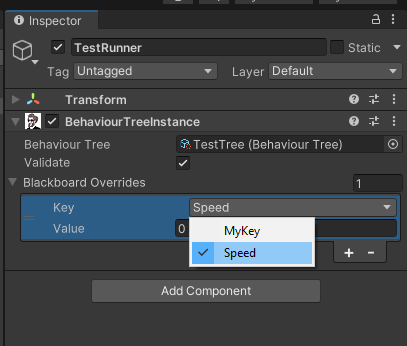 Inspector
TestRunner
Static
Tag Untagged Layer Default
Transform
BehaviourTreeInstance
Behaviour Tree TestTree (Behaviour Tree)
Validate
Blackboard Overrides 1
Key Speed
Value 0
MyKey
Speed
+ -
Add Component